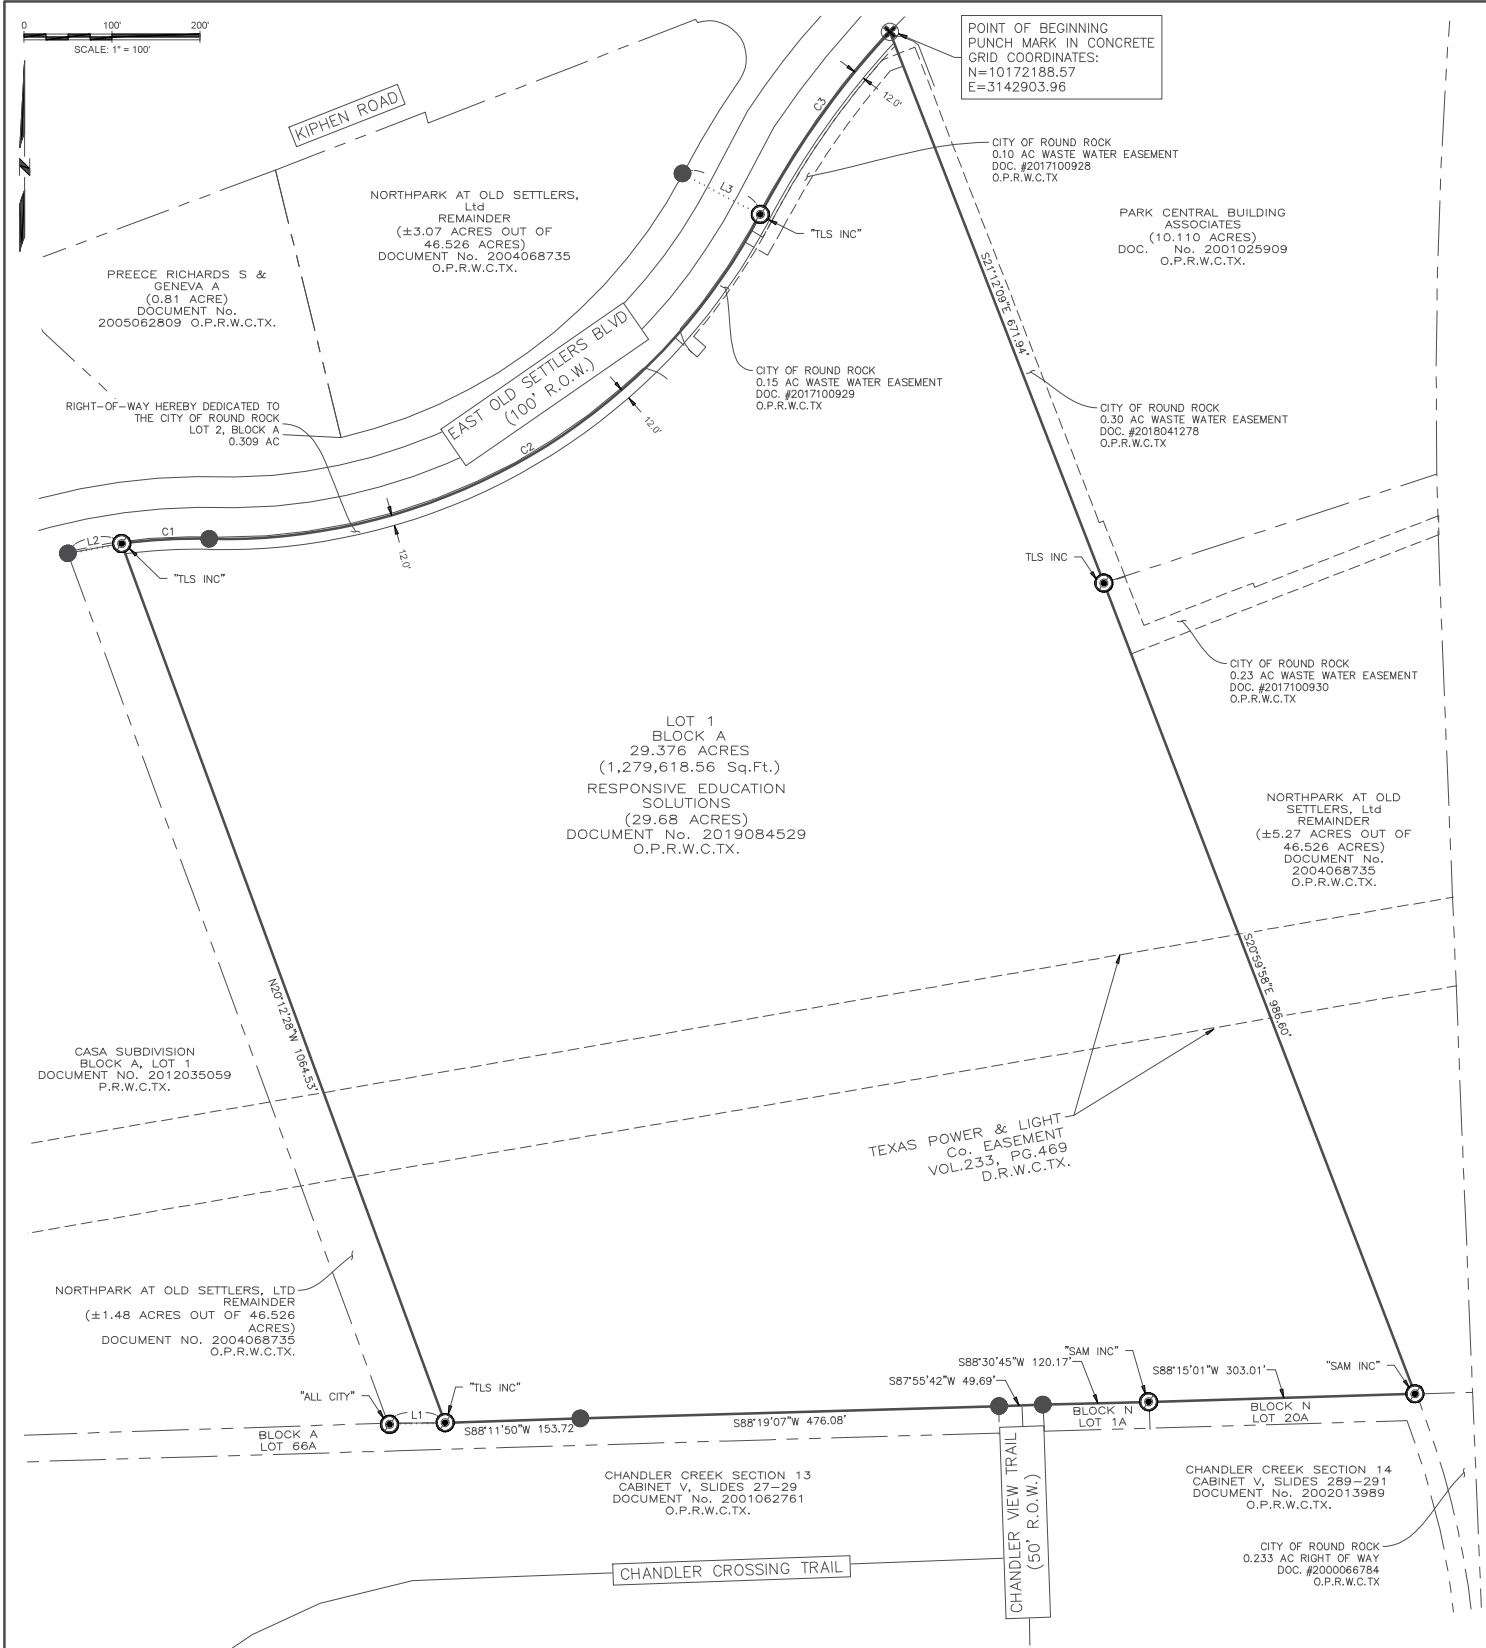 0 100' 200'
SCALE: 1" = 100'
N
POINT OF BEGINNING
PUNCH MARK IN CONCRETE
GRID COORDINATES:
N=10172188.57
E=3142903.96
KIPHEN ROAD
C3
12.0'
CITY OF ROUND ROCK
0.10 AC WASTE WATER EASEMENT
DOC. #2017100928
O.P.R.W.C.TX
NORTHPARK AT OLD SETTLERS,
Ltd
REMAINDER
(±3.07 ACRES OUT OF
46.526 ACRES)
DOCUMENT No. 2004068735
O.P.R.W.C.TX.
L3
"TLS INC"
PARK CENTRAL BUILDING
ASSOCIATES
(10.110 ACRES)
DOC. No. 2001025909
O.P.R.W.C.TX.
PREECE RICHARDS S &
GENEVA A
(0.81 ACRE)
DOCUMENT No.
2005062809 O.P.R.W.C.TX.
S21°12'09"E 671.94'
EAST OLD SETTLERS BLVD
(100' R.O.W.)
CITY OF ROUND ROCK
0.15 AC WASTE WATER EASEMENT
DOC. #2017100929
O.P.R.W.C.TX
RIGHT-OF-WAY HEREBY DEDICATED TO
THE CITY OF ROUND ROCK
LOT 2, BLOCK A
0.309 AC
12.0'
C2
CITY OF ROUND ROCK
0.30 AC WASTE WATER EASEMENT
DOC. #2018041278
O.P.R.W.C.TX
L2
C1
12.0'
"TLS INC"
TLS INC
CITY OF ROUND ROCK
0.23 AC WASTE WATER EASEMENT
DOC. #2017100930
O.P.R.W.C.TX
LOT 1
BLOCK A
29.376 ACRES
(1,279,618.56 Sq.Ft.)
RESPONSIVE EDUCATION
SOLUTIONS
(29.68 ACRES)
DOCUMENT No. 2019084529
O.P.R.W.C.TX.
NORTHPARK AT OLD
SETTLERS, Ltd
REMAINDER
(±5.27 ACRES OUT OF
46.526 ACRES)
DOCUMENT No.
2004068735
O.P.R.W.C.TX.
S20°59'58"E 986.60'
N20°12'28"W 1064.53'
CASA SUBDIVISION
BLOCK A, LOT 1
DOCUMENT NO. 2012035059
P.R.W.C.TX.
TEXAS POWER & LIGHT
Co. EASEMENT
VOL.233, PG.469
D.R.W.C.TX.
NORTHPARK AT OLD SETTLERS, LTD
REMAINDER
(±1.48 ACRES OUT OF 46.526
ACRES)
DOCUMENT NO. 2004068735
O.P.R.W.C.TX.
"ALL CITY"
"TLS INC"
L1
S88°11'50"W 153.72'
S88°19'07"W 476.08'
S87°55'42"W 49.69'
S88°30'45"W 120.17'
"SAM INC"
S88°15'01"W 303.01'
"SAM INC"
BLOCK A
LOT 66A
BLOCK N
LOT 1A
BLOCK N
LOT 20A
CHANDLER CREEK SECTION 13
CABINET V, SLIDES 27-29
DOCUMENT No. 2001062761
O.P.R.W.C.TX.
CHANDLER VIEW TRAIL
(50' R.O.W.)
CHANDLER CREEK SECTION 14
CABINET V, SLIDES 289-291
DOCUMENT No. 2002013989
O.P.R.W.C.TX.
CITY OF ROUND ROCK
0.233 AC RIGHT OF WAY
DOC. #2000066784
O.P.R.W.C.TX
CHANDLER CROSSING TRAIL